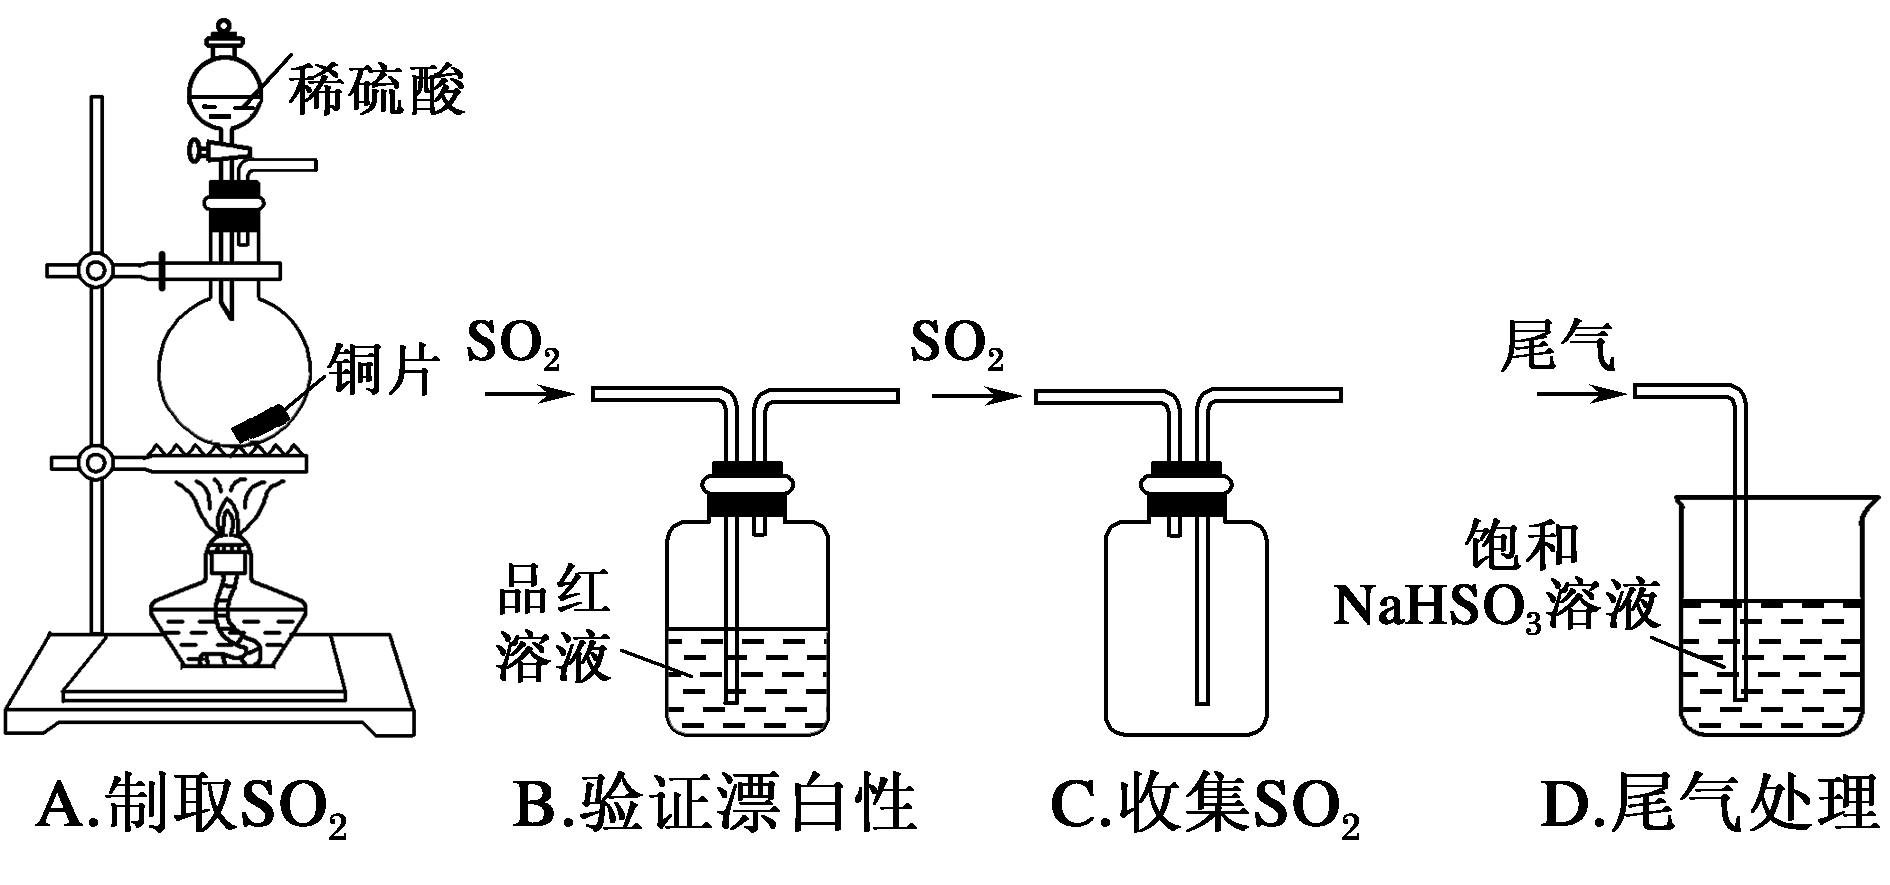 稀硫酸
铜片
SO₂
品红
溶液
SO₂
尾气
饱和
NaHSO₃溶液
A.制取SO₂
B.验证漂白性
C.收集SO₂
D.尾气处理